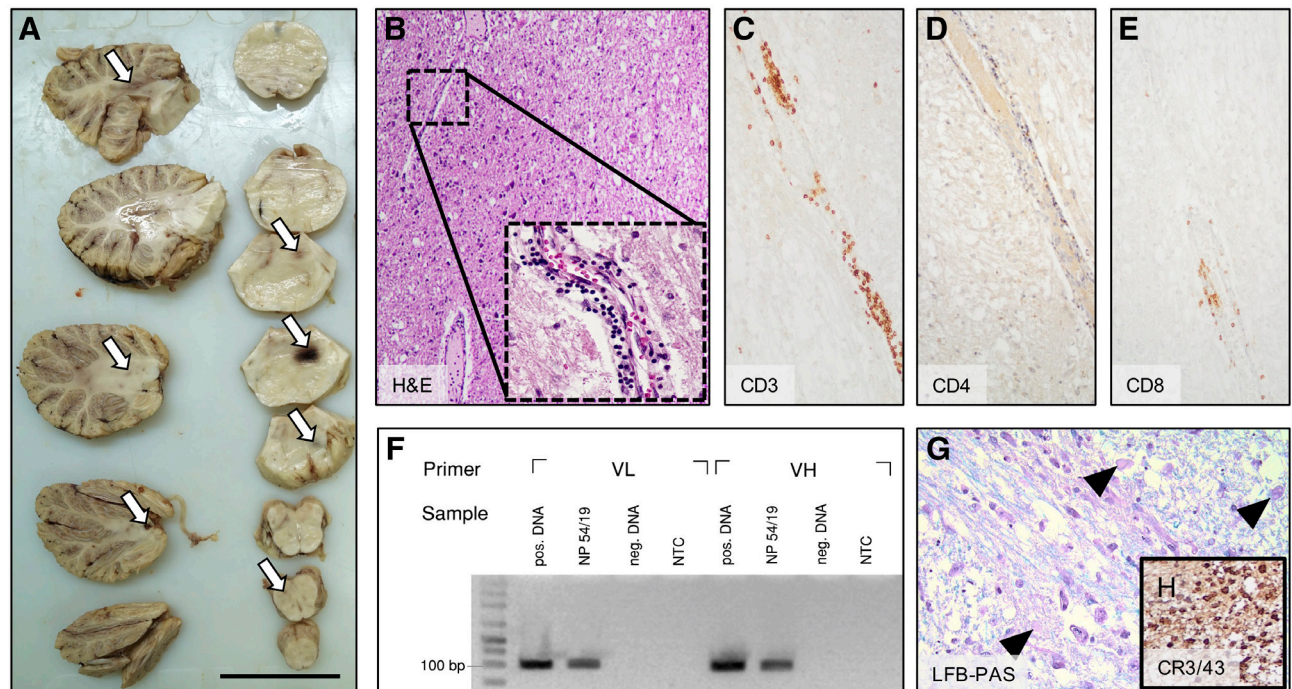 A
B
C
D
E
H&E
CD3
CD4
CD8
F
Primer
VL
VH
Sample
pos. DNA
NP 54/19
neg. DNA
NTC
pos. DNA
NP 54/19
neg. DNA
NTC
100 bp
G
LFB-PAS
H
CR3/43